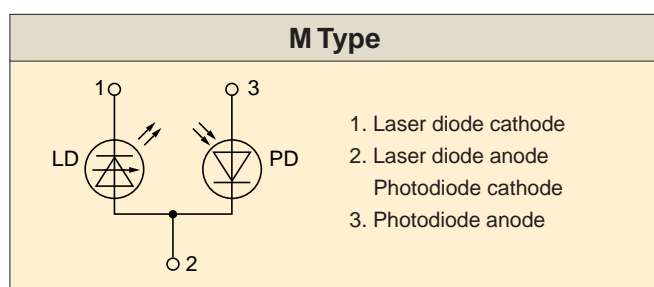 M Type
1
3
LD
PD
2
1. Laser diode cathode
2. Laser diode anode
Photodiode cathode
3. Photodiode anode